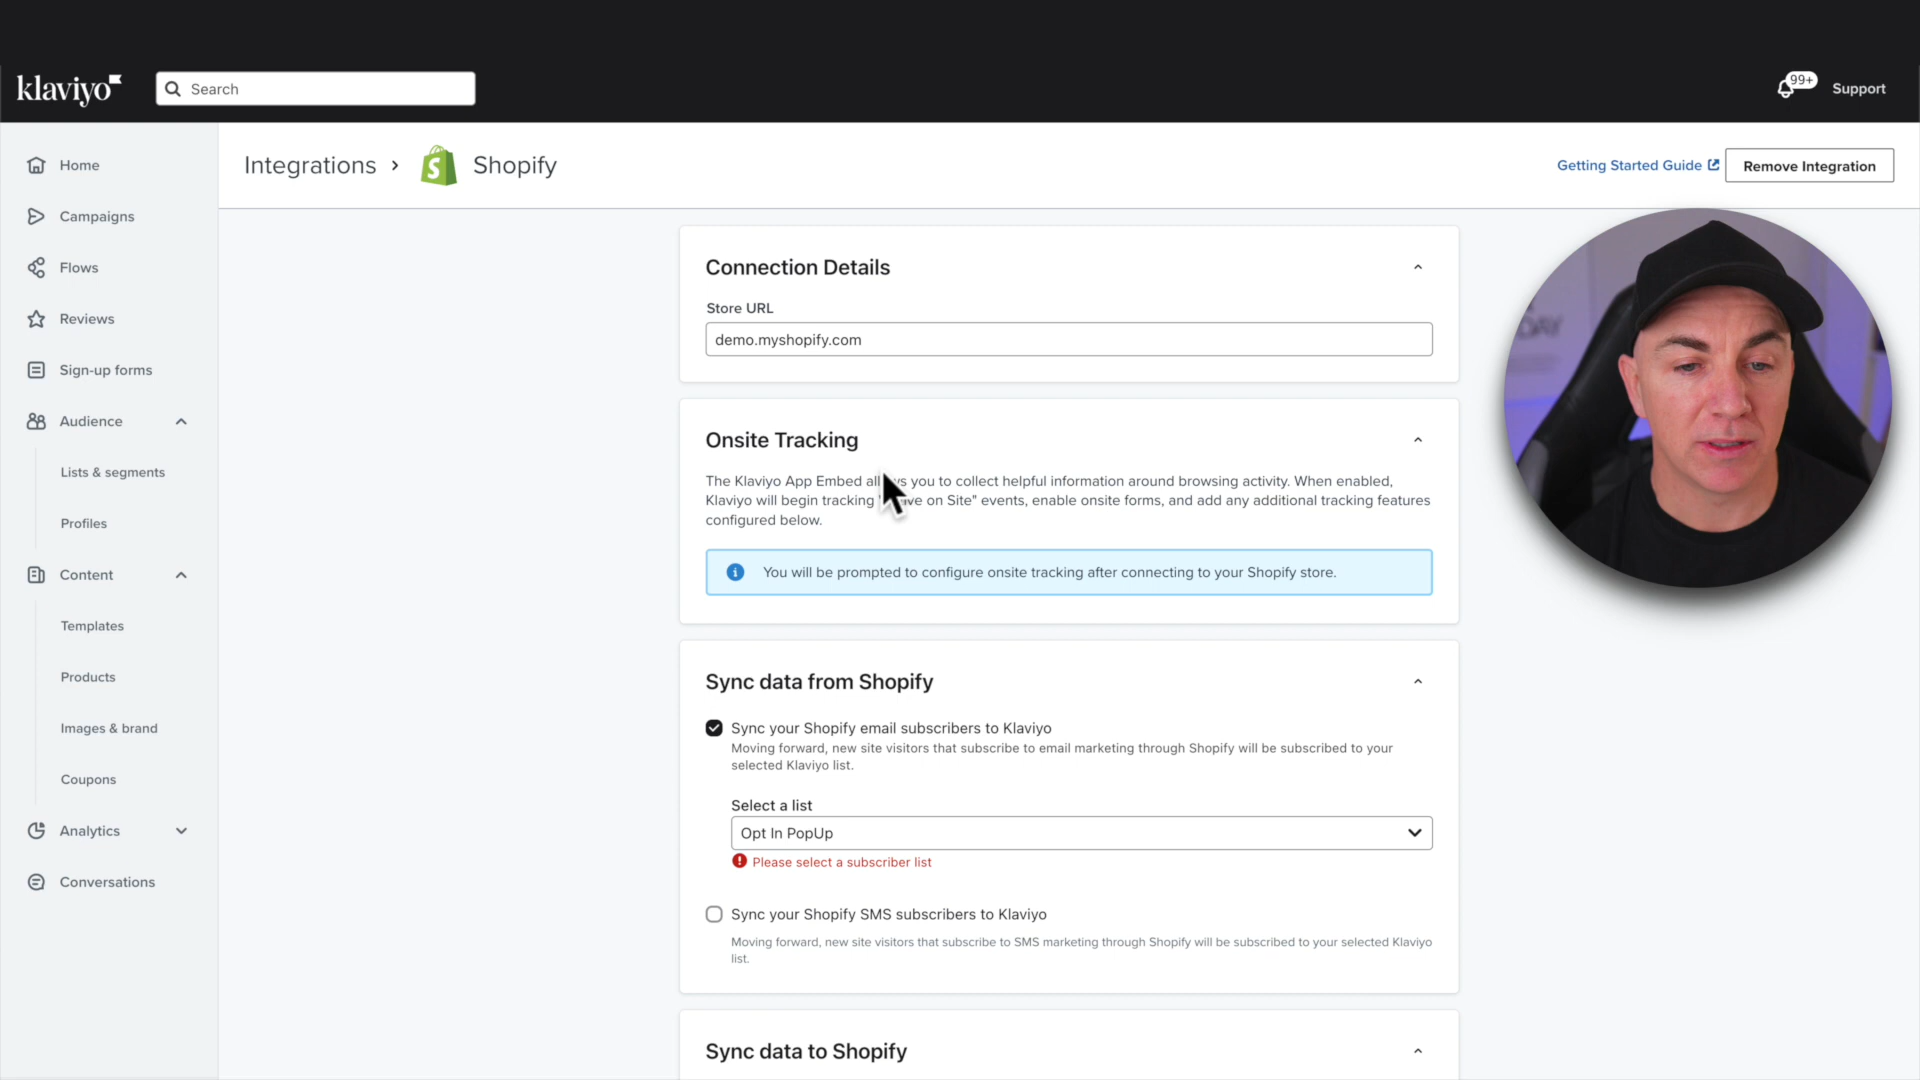 klaviyo
Search
99+
Support
Home
Campaigns
Flows
Reviews
Sign-up forms
Audience
Lists & segments
Profiles
Content
Templates
Products
Images & brand
Coupons
Analytics
Conversations
Integrations › Shopify
Getting Started Guide
Remove Integration
Connection Details
Store URL
demo.myshopify.com
Onsite Tracking
The Klaviyo App Embed you to collect helpful information around browsing activity. When enabled,
Klaviyo will begin tracking on Site" events, enable onsite forms, and add any additional tracking features
configured below.
You will be prompted to configure onsite tracking after connecting to your Shopify store.
Sync data from Shopify
Sync your Shopify email subscribers to Klaviyo
Moving forward, new site visitors that subscribe to email marketing through Shopify will be subscribed to your
selected Klaviyo list.
Select a list
Opt In PopUp
Please select a subscriber list
Sync your Shopify SMS subscribers to Klaviyo
Moving forward, new site visitors that subscribe to SMS marketing through Shopify will be subscribed to your selected Klaviyo
list.
Sync data to Shopify